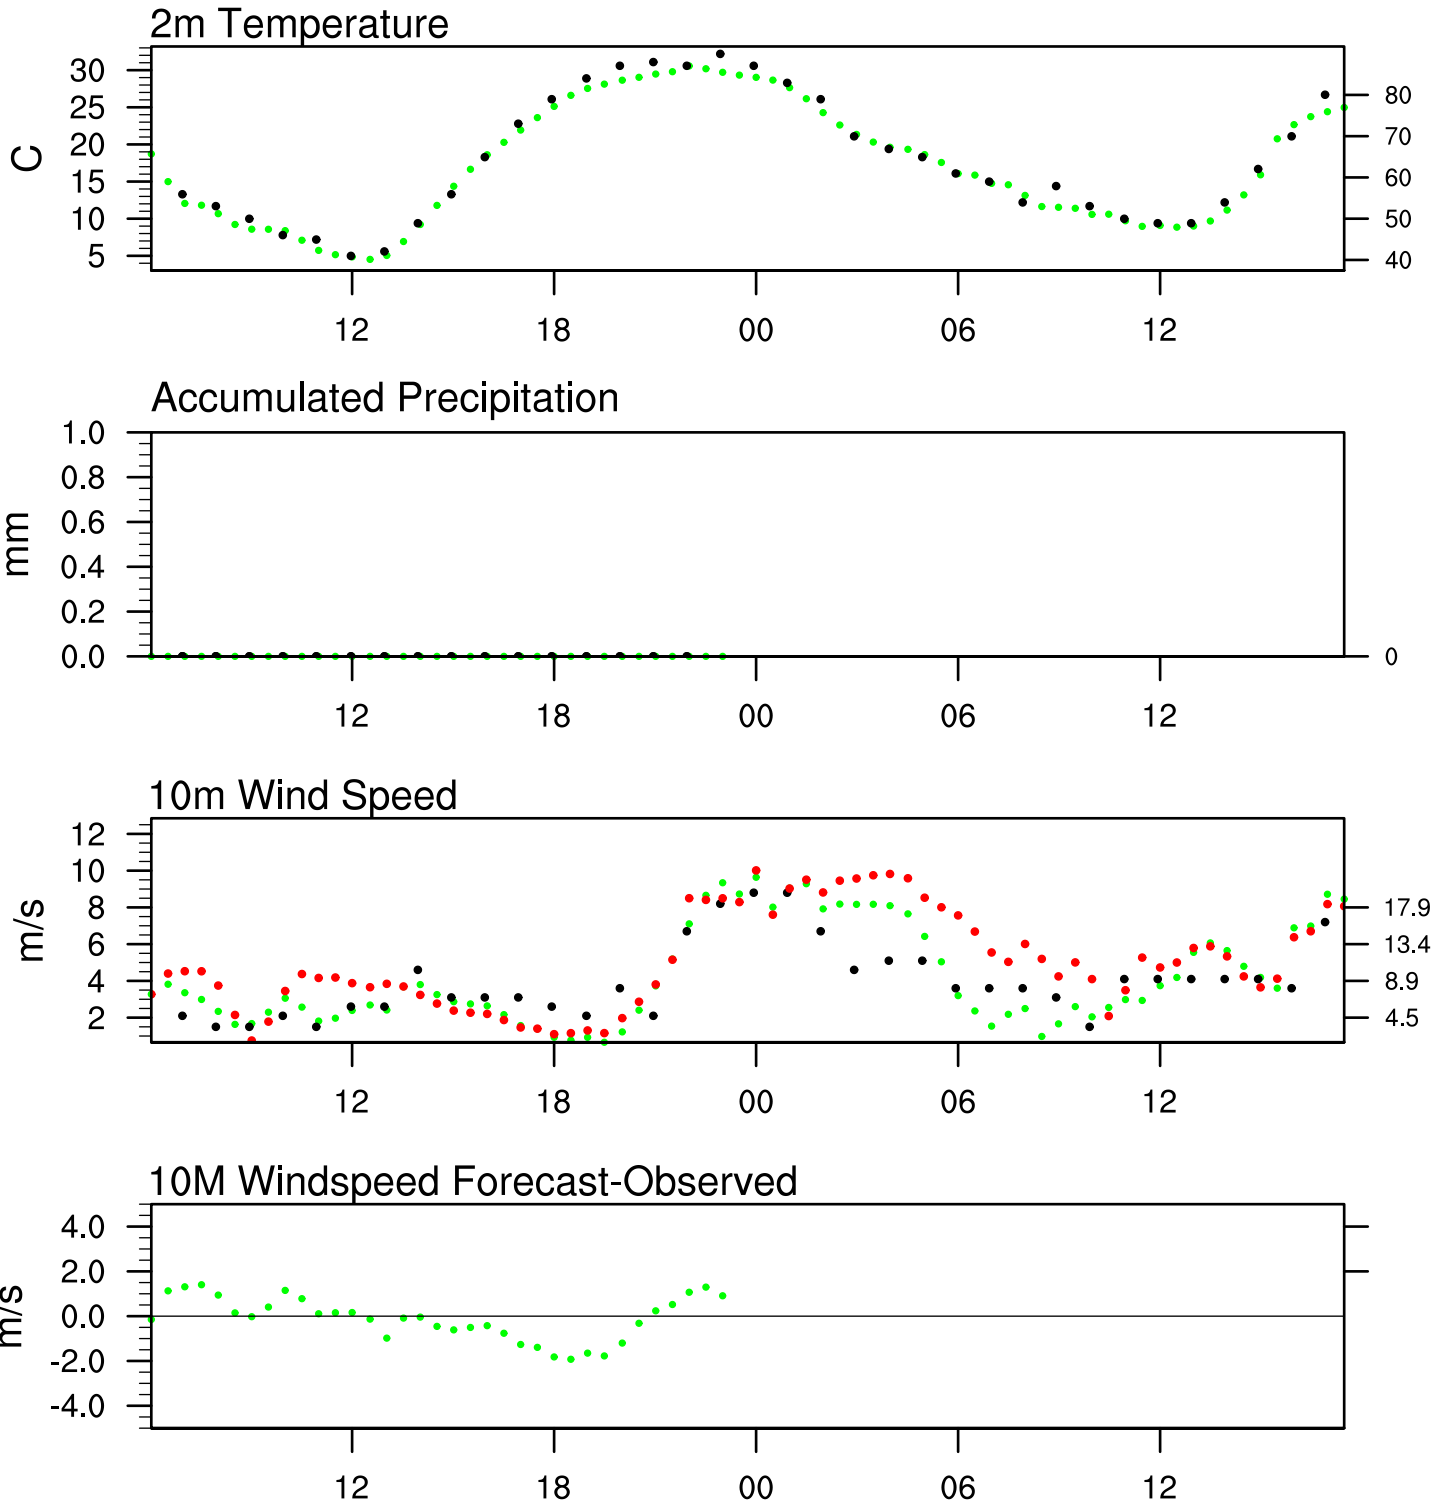 2m Temperature
30
25
20
15
10
5
C
80
70
60
50
40
12 18 00 06 12
Accumulated Precipitation
1.0
0.8
0.6
0.4
0.2
0.0
mm
0
12 18 00 06 12
10m Wind Speed
12
10
8
6
4
2
m/s
17.9
13.4
8.9
4.5
12 18 00 06 12
10M Windspeed Forecast-Observed
4.0
2.0
0.0
-2.0
-4.0
m/s
12 18 00 06 12